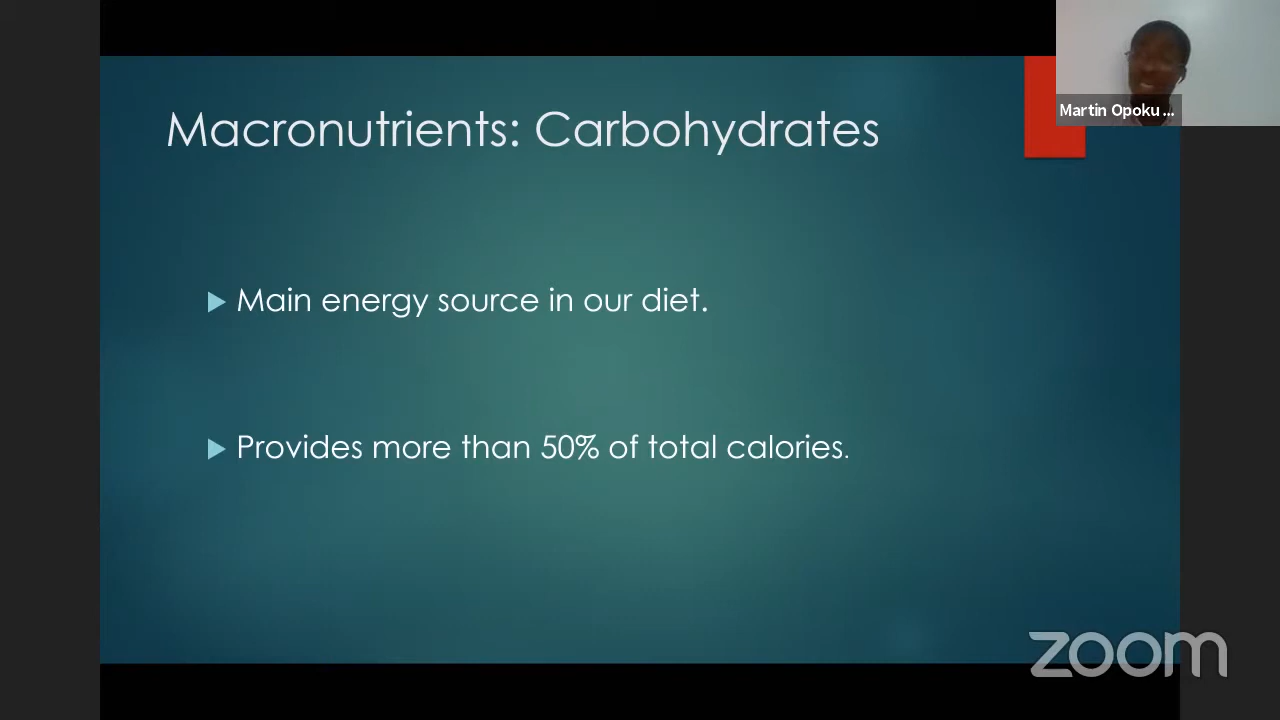 Macronutrients: Carbohydrates
Martin Opoku ...
Main energy source in our diet.
Provides more than 50% of total calories.
zoom